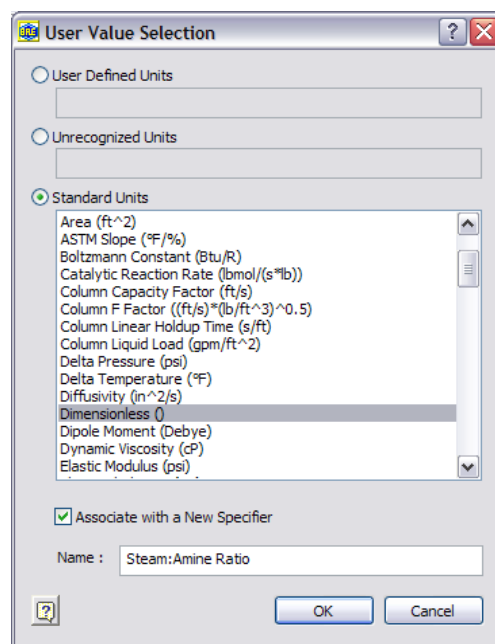 User Value Selection
User Defined Units
Unrecognized Units
Standard Units
Area (ft^2)
ASTM Slope (°F/%)
Boltzmann Constant (Btu/R)
Catalytic Reaction Rate (lbmol/(s*lb))
Column Capacity Factor (ft/s)
Column F Factor ((ft/s)*(lb/ft^3)^0.5)
Column Linear Holdup Time (s/ft)
Column Liquid Load (gpm/ft^2)
Delta Pressure (psi)
Delta Temperature (°F)
Diffusivity (in^2/s)
Dimensionless ()
Dipole Moment (Debye)
Dynamic Viscosity (cP)
Elastic Modulus (psi)
Associate with a New Specifier
Name : Steam:Amine Ratio
OK Cancel